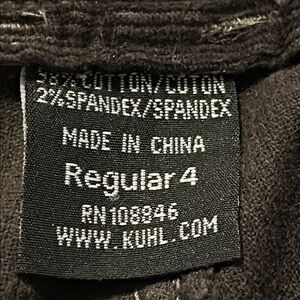 98% COTTON/COTON
2% SPANDEX/SPANDEX
MADE IN CHINA
Regular 4
RN108846
WWW.KUHL.COM